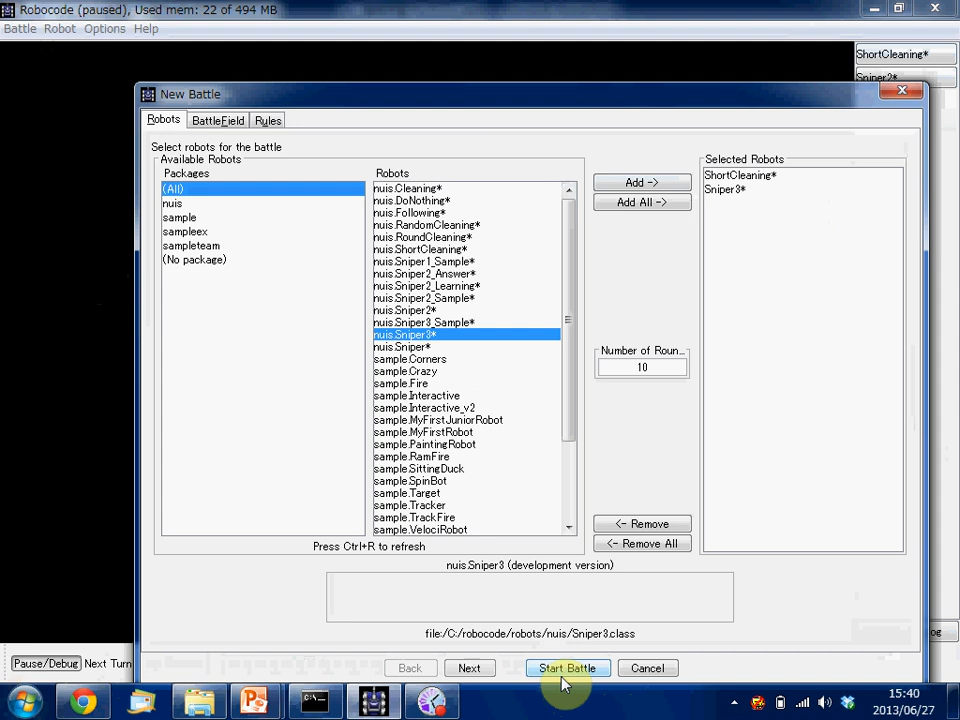 Robocode (paused), Used mem: 22 of 494 MB
Battle Robot Options Help
ShortCleaning*
Sniper2*
New Battle
Robots BattleField Rules
Select robots for the battle
Available Robots
Packages
(All)
nuis
sample
sampleex
sampleteam
(No package)
Robots
nuis.Cleaning*
nuis.DoNothing*
nuis.Following*
nuis.RandomCleaning*
nuis.RoundCleaning*
nuis.ShortCleaning*
nuis.Sniper1_Sample*
nuis.Sniper2_Answer*
nuis.Sniper2_Learning*
nuis.Sniper2_Sample*
nuis.Sniper2*
nuis.Sniper3_Sample*
nuis.Sniper3*
nuis.Sniper*
sample.Corners
sample.Crazy
sample.Fire
sample.Interactive
sample.Interactive_v2
sample.MyFirstJuniorRobot
sample.MyFirstRobot
sample.PaintingRobot
sample.RamFire
sample.SittingDuck
sample.SpinBot
sample.Target
sample.Tracker
sample.TrackFire
sample.VelociRobot
Press Ctrl+R to refresh
Add ->
Add All ->
Number of Roun...
10
<- Remove
<- Remove All
Selected Robots
ShortCleaning*
Sniper3*
nuis.Sniper3 (development version)
file:/C:/robocode/robots/nuis/Sniper3.class
Back Next Start Battle Cancel
Pause/Debug Next Turn
og
15:40
2013/06/27